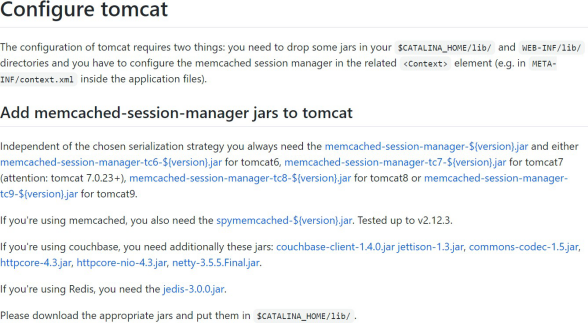 Configure tomcat
The configuration of tomcat requires two things: you need to drop some jars in your $CATALINA_HOME/lib/ and WEB-INF/lib/
directories and you have to configure the memcached session manager in the related <Context> element (e.g. in META-
INF/context.xml inside the application files).
Add memcached-session-manager jars to tomcat
Independent of the chosen serialization strategy you always need the memcached-session-manager-${version}.jar and either
memcached-session-manager-tc6-${version}.jar for tomcat6, memcached-session-manager-tc7-${version}.jar for tomcat7
(attention: tomcat 7.0.23+), memcached-session-manager-tc8-${version}.jar for tomcat8 or memcached-session-manager-
tc9-${version}.jar for tomcat9.
If you're using memcached, you also need the spymemcached-${version}.jar. Tested up to v2.12.3.
If you're using couchbase, you need additionally these jars: couchbase-client-1.4.0.jar jettison-1.3.jar, commons-codec-1.5.jar,
httpcore-4.3.jar, httpcore-nio-4.3.jar, netty-3.5.5.Final.jar.
If you're using Redis, you need the jedis-3.0.0.jar.
Please download the appropriate jars and put them in $CATALINA_HOME/lib/ .